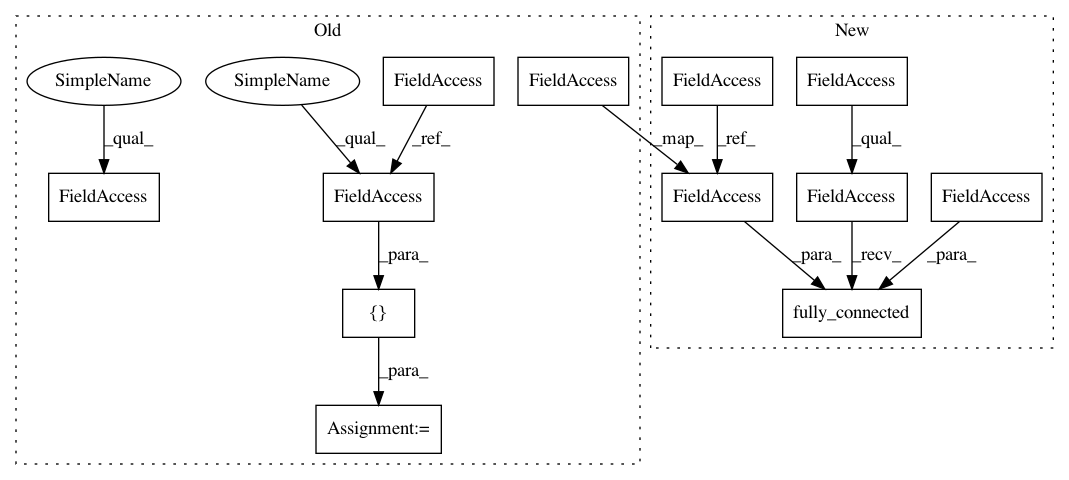 Old
New
SimpleName
SimpleName
FieldAccess
FieldAccess
FieldAccess
FieldAccess
_qual_
_qual_
_ref_
_map_
_ref_
_qual_
FieldAccess
FieldAccess
FieldAccess
FieldAccess
FieldAccess
_para_
_para_
_recv_
_para_
{}
fully_connected
_para_
Assignment:=